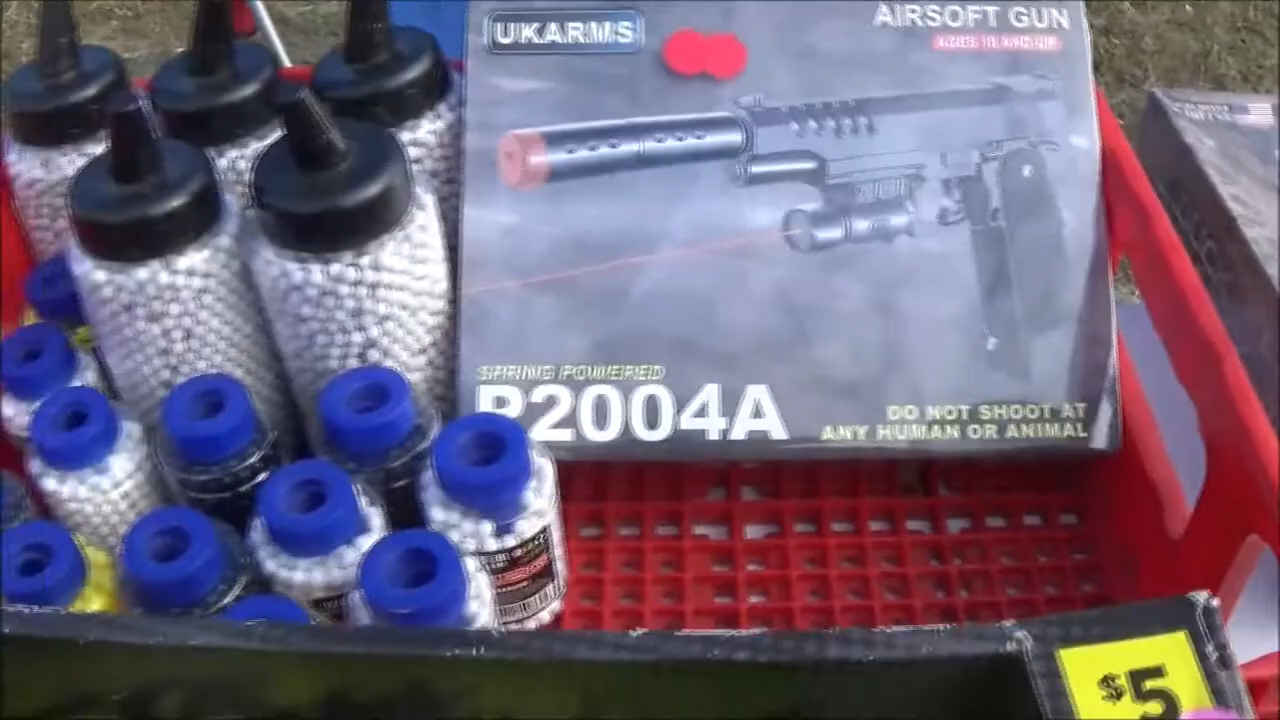 UKARMS
AIRSOFT GUN
SPRING POWERED
P2004A
DO NOT SHOOT AT
ANY HUMAN OR ANIMAL
$5